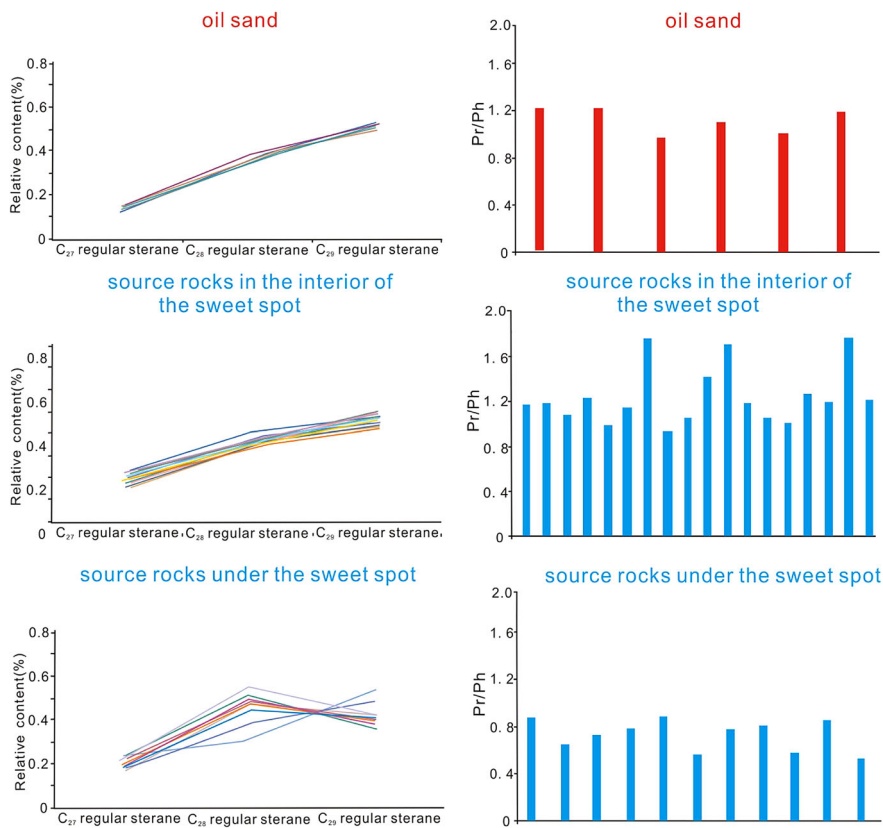 oil sand
Relative content(%)
0.8
0.6
0.4
0.2
0
C₂₇ regular sterane C₂₈ regular sterane C₂₉ regular sterane
oil sand
Pr/Ph
2.0
1.6
1.2
0.8
0.4
source rocks in the interior of
the sweet spot
Relative content(%)
0.8
0.6
0.4
0.2
0
C₂₇ regular sterane C₂₈ regular sterane C₂₉ regular sterane
source rocks in the interior of
the sweet spot
Pr/Ph
2.0
1.6
1.2
0.8
0.4
source rocks under the sweet spot
Relative content(%)
0.8
0.6
0.4
0.2
0
C₂₇ regular sterane C₂₈ regular sterane C₂₉ regular sterane
source rocks under the sweet spot
Pr/Ph
2.0
1.6
1.2
0.8
0.4